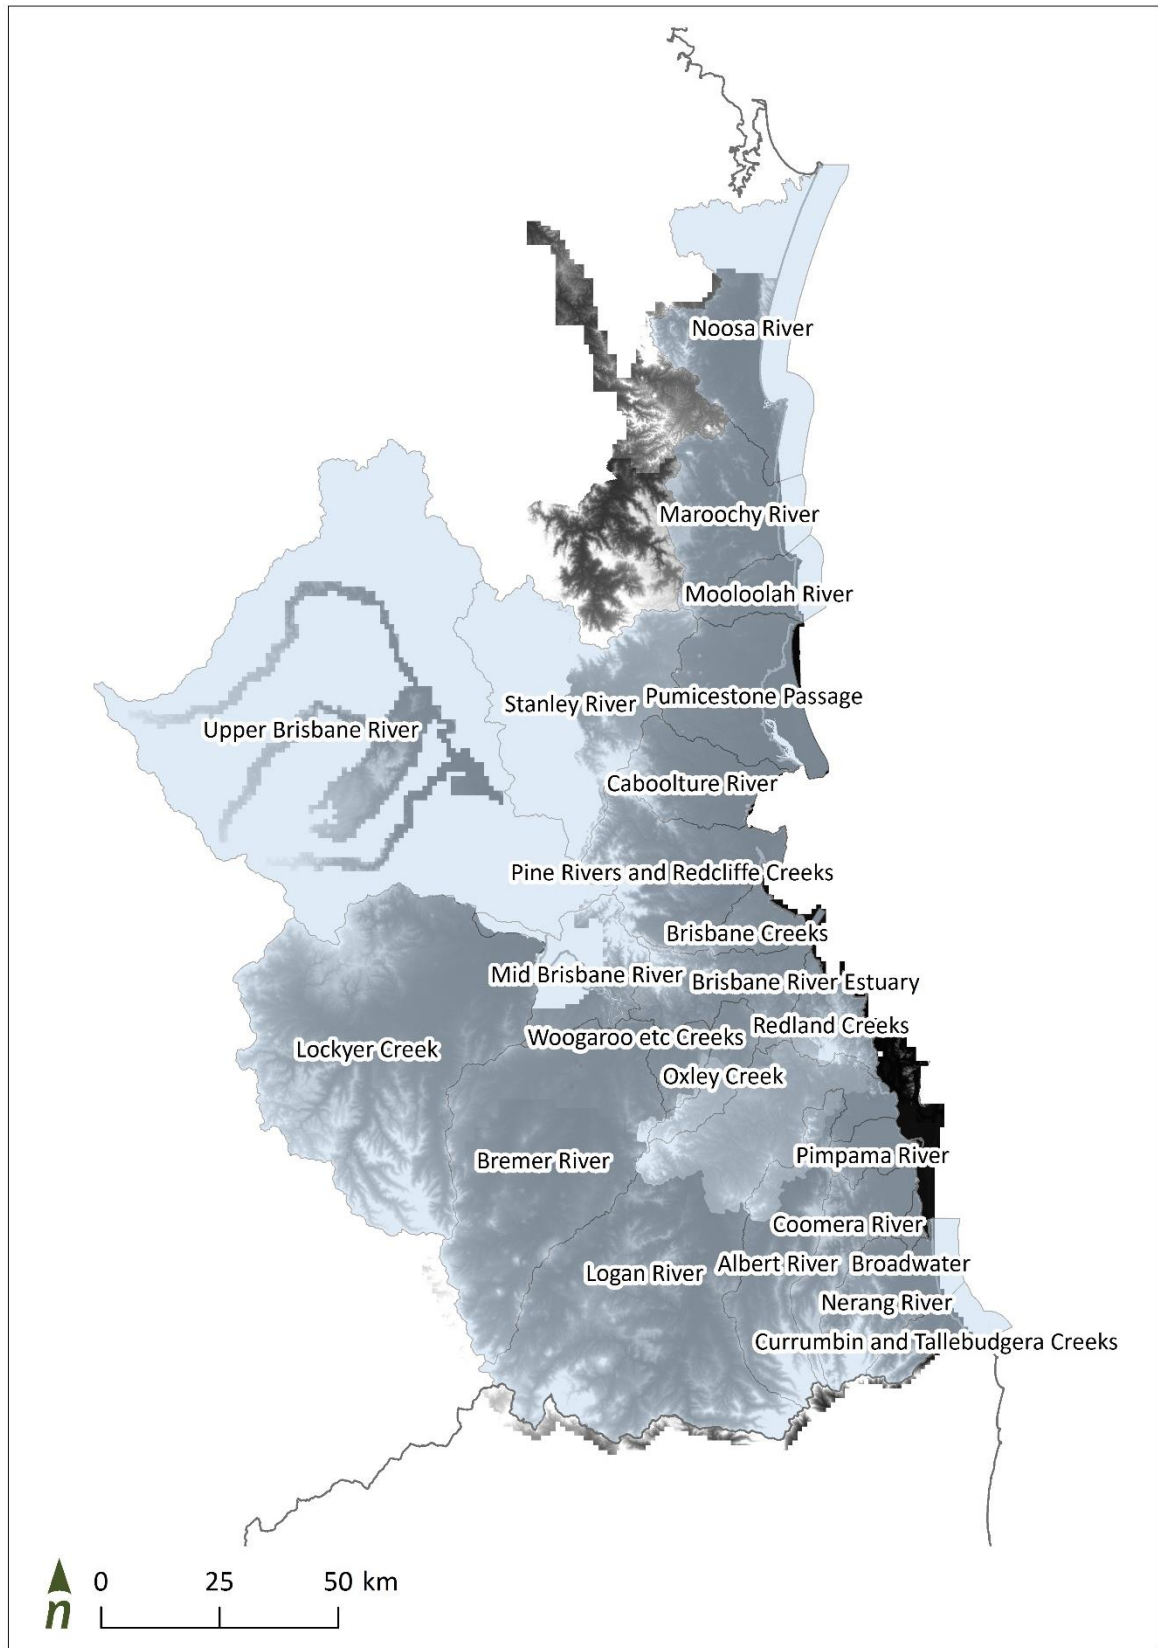 Noosa River
Maroochy River
Mooloolah River
Stanley River
Pumicestone Passage
Upper Brisbane River
Caboolture River
Pine Rivers and Redcliffe Creeks
Brisbane Creeks
Mid Brisbane River
Brisbane River Estuary
Redland Creeks
Woogaroo etc Creeks
Lockyer Creek
Oxley Creek
Bremer River
Pimpama River
Coomera River
Logan River
Albert River
Broadwater
Nerang River
Currumbin and Tallebudgera Creeks
n
0 25 50 km